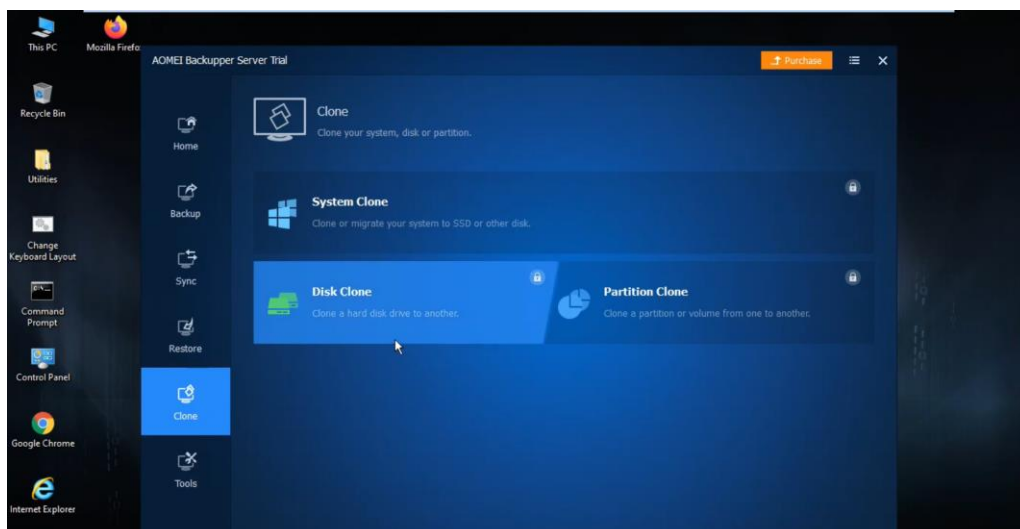 This PC
Mozilla Firefo
Recycle Bin
Utilities
Change
Keyboard Layout
Command
Prompt
Control Panel
Google Chrome
Internet Explorer
AOMEI Backupper Server Trial
Purchase
Home
Backup
Sync
Restore
Clone
Tools
Clone
Clone your system, disk or partition.
System Clone
Clone or migrate your system to SSD or other disk.
Disk Clone
Clone a hard disk drive to another.
Partition Clone
Clone a partition or volume from one to another.